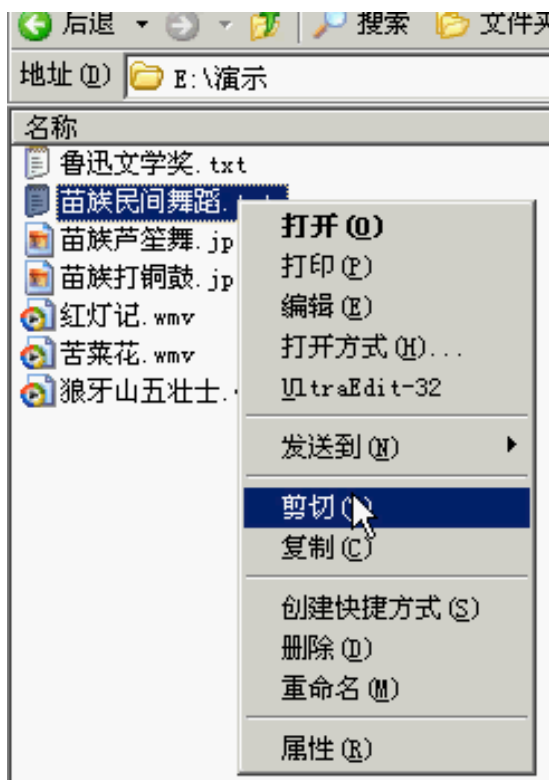 后退 搜索 文件夹
地址(D) E:\演示
名称
鲁迅文学奖.txt
苗族民间舞蹈.
苗族芦笙舞.jp
苗族打铜鼓.jp
红灯记.wmv
苦菜花.wmv
狼牙山五壮士.
打开(O)
打印(P)
编辑(E)
打开方式(H)...
UltraEdit-32
发送到(N)
剪切
复制(C)
创建快捷方式(S)
删除(D)
重命名(M)
属性(R)